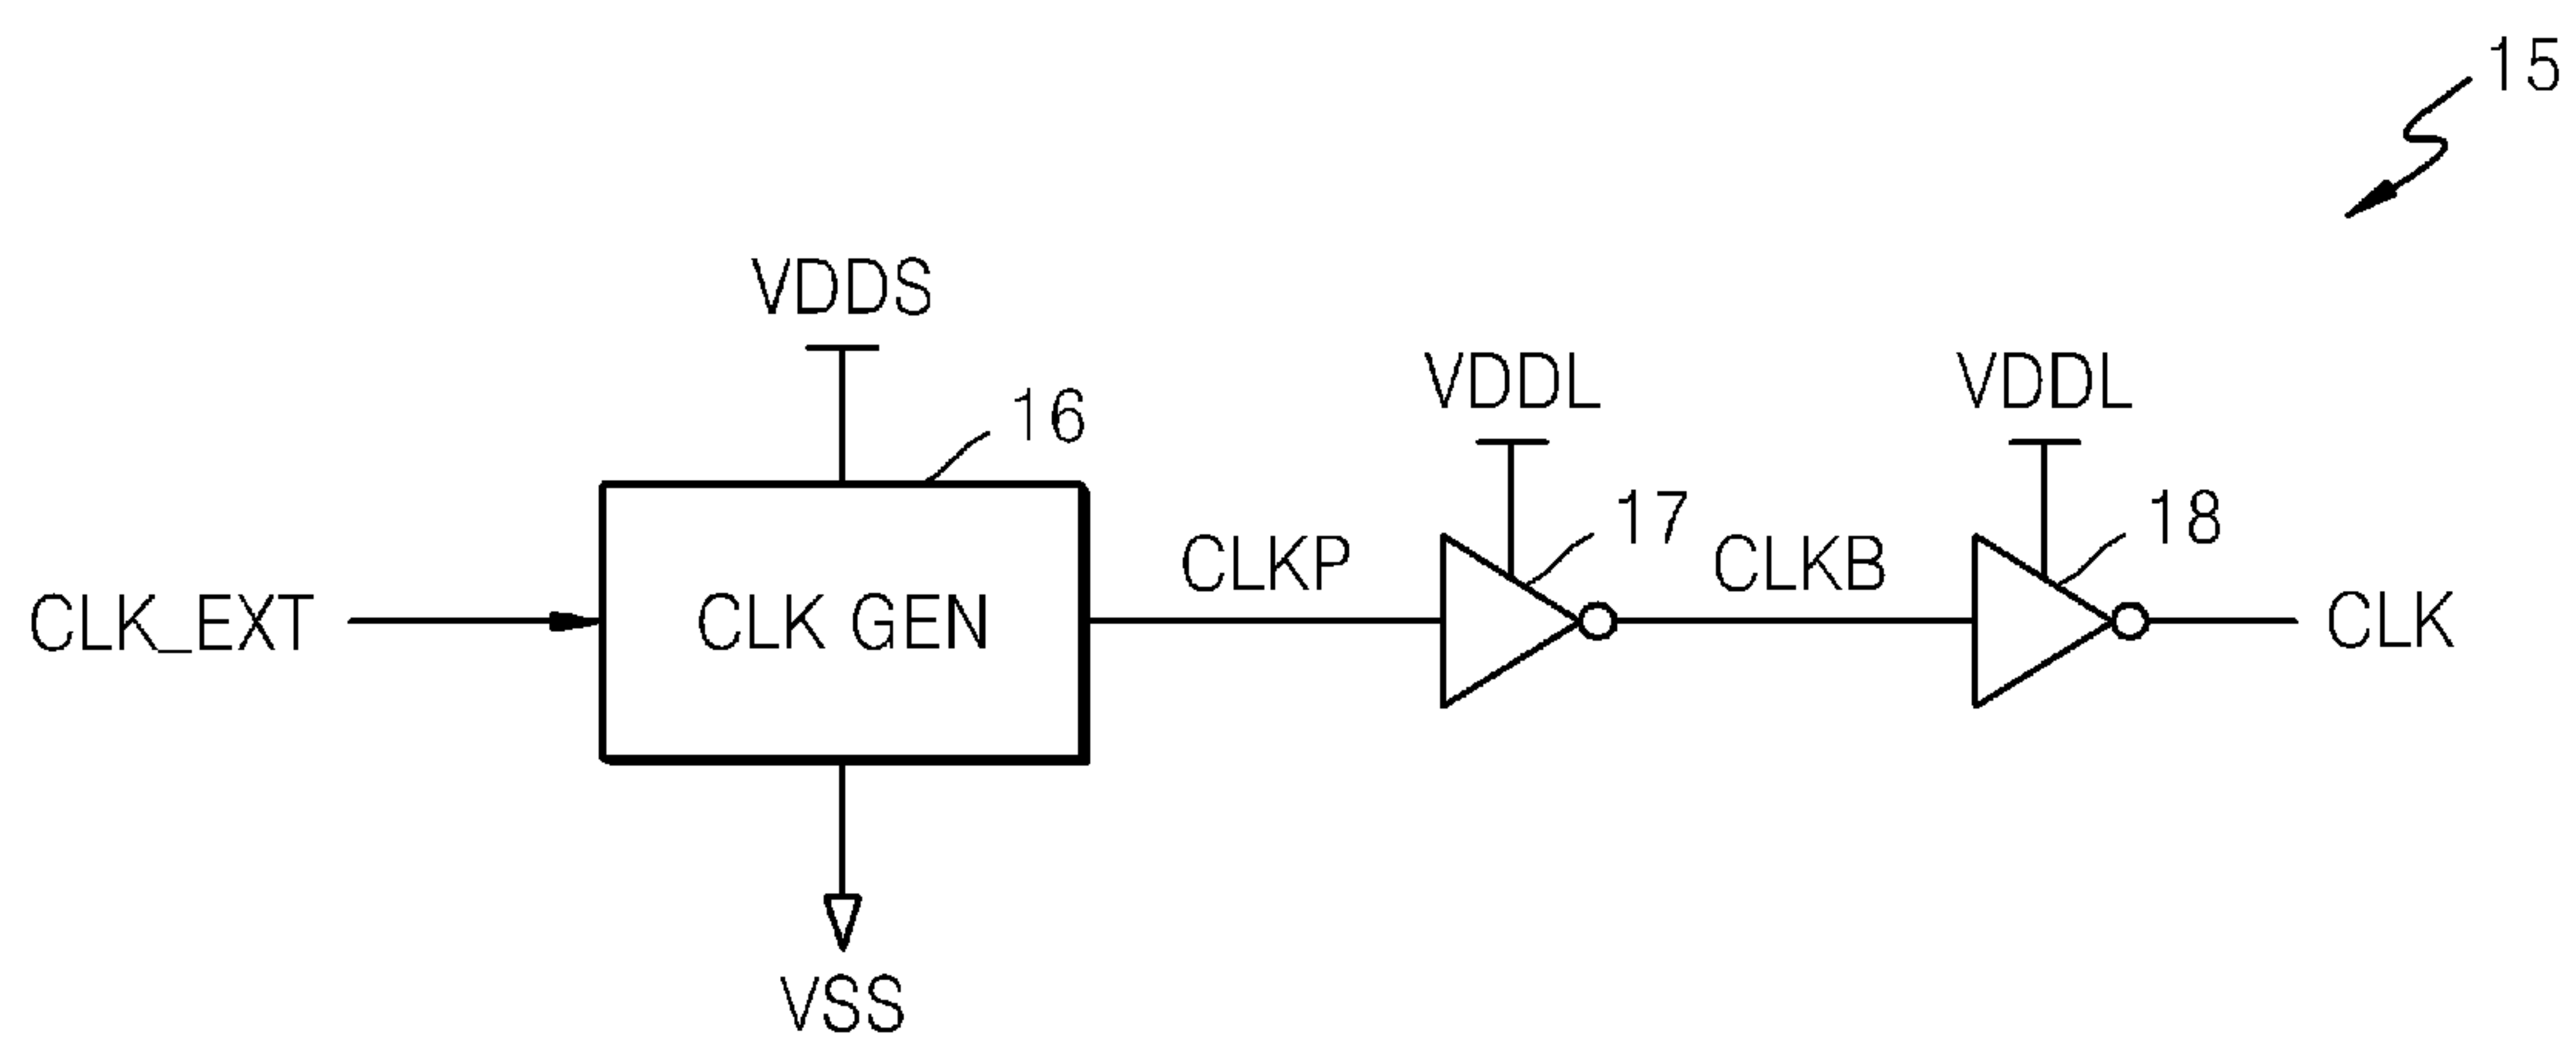 15
VDDS
16
VDDL
VDDL
17
18
CLK_EXT
CLK GEN
CLKP
CLKB
CLK
VSS